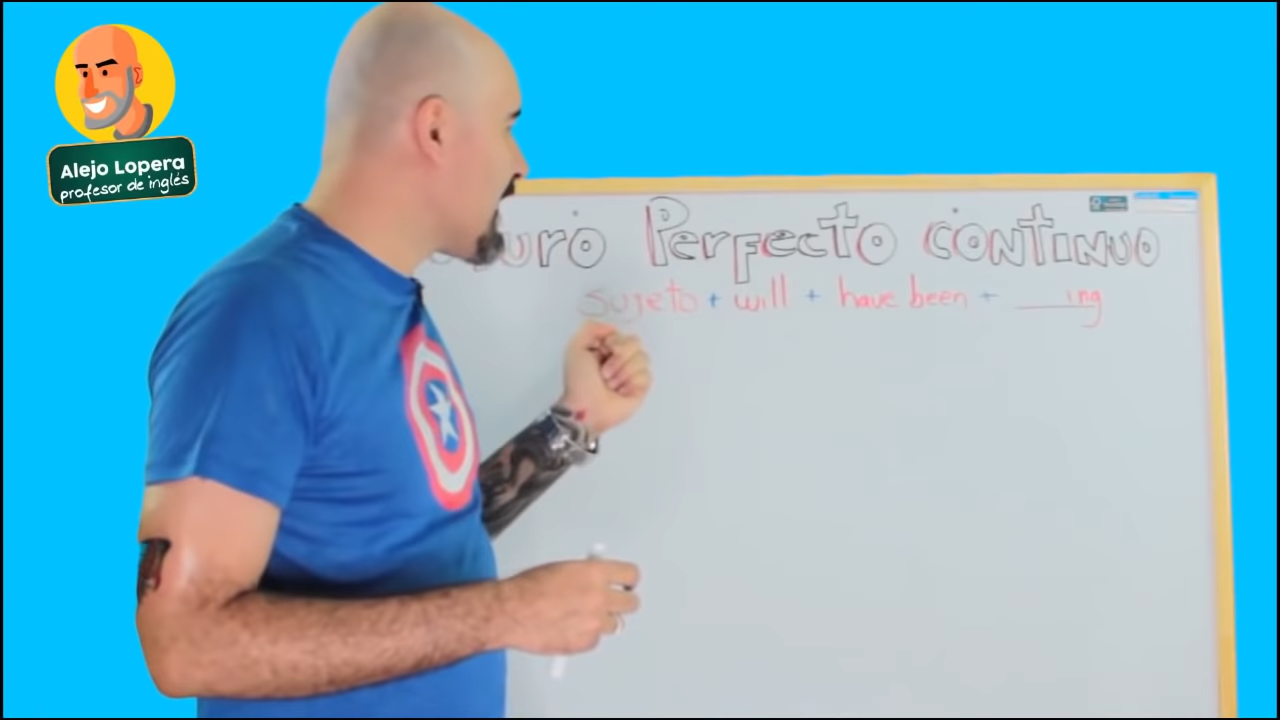 Alejo Lopera
profesor de inglés
uro Perfecto continuo
sujeto + will + have been + ___ing